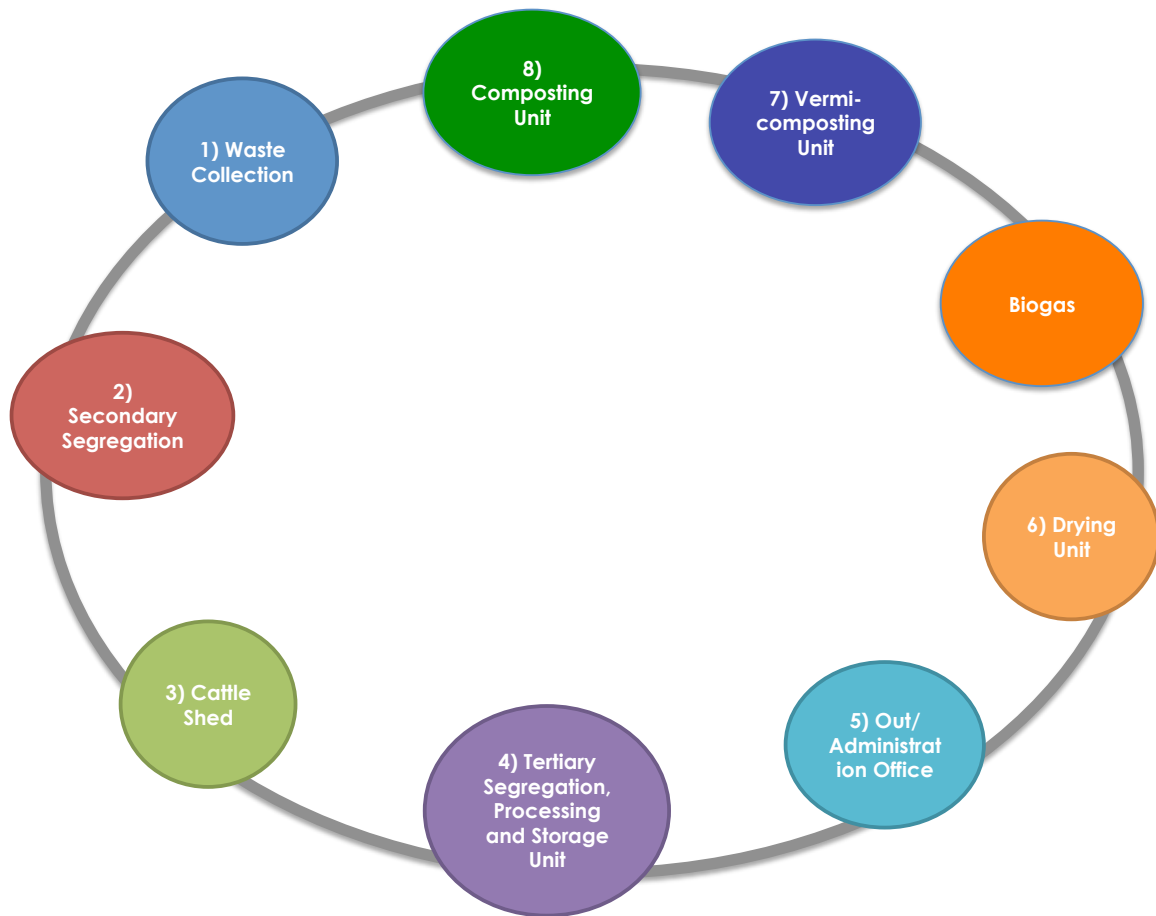 8)
Composting
Unit
7) Vermi-
composting
Unit
1) Waste
Collection
Biogas
2)
Secondary
Segregation
6) Drying
Unit
3) Cattle
Shed
5) Out/
Administrat
ion Office
4) Tertiary
Segregation,
Processing
and Storage
Unit